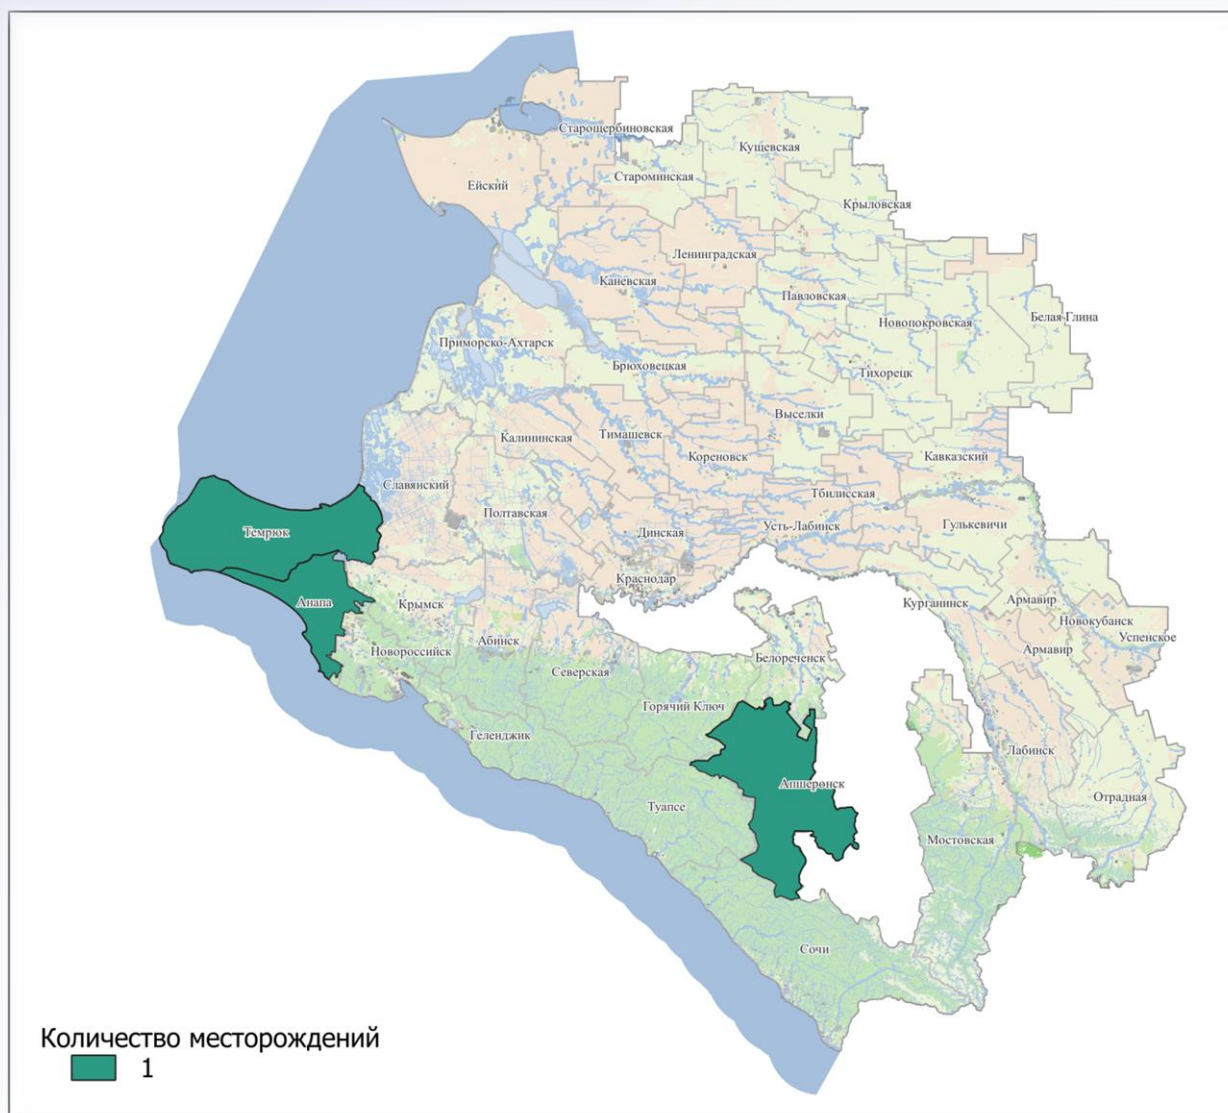 Старощербиновская
Кущевская
Староминская
Ейский
Крыловская
Ленинградская
Каневская
Павловская
Белая Глина
Новопокровская
Приморско-Ахтарск
Брюховецкая
Тихорецк
Выселки
Калининская
Тимашевск
Кореновск
Кавказский
Славянский
Тбилисская
Полтавская
Гулькевичи
Усть-Лабинск
Темрюк
Динская
Краснодар
Анапа
Крымск
Курганинск
Армавир
Новокубанск
Успенское
Абинск
Новороссийск
Армавир
Белореченск
Северская
Горячий Ключ
Геленджик
Лабинск
Апшеронск
Отрадная
Туапсе
Мостовская
Сочи
Количество месторождений
1